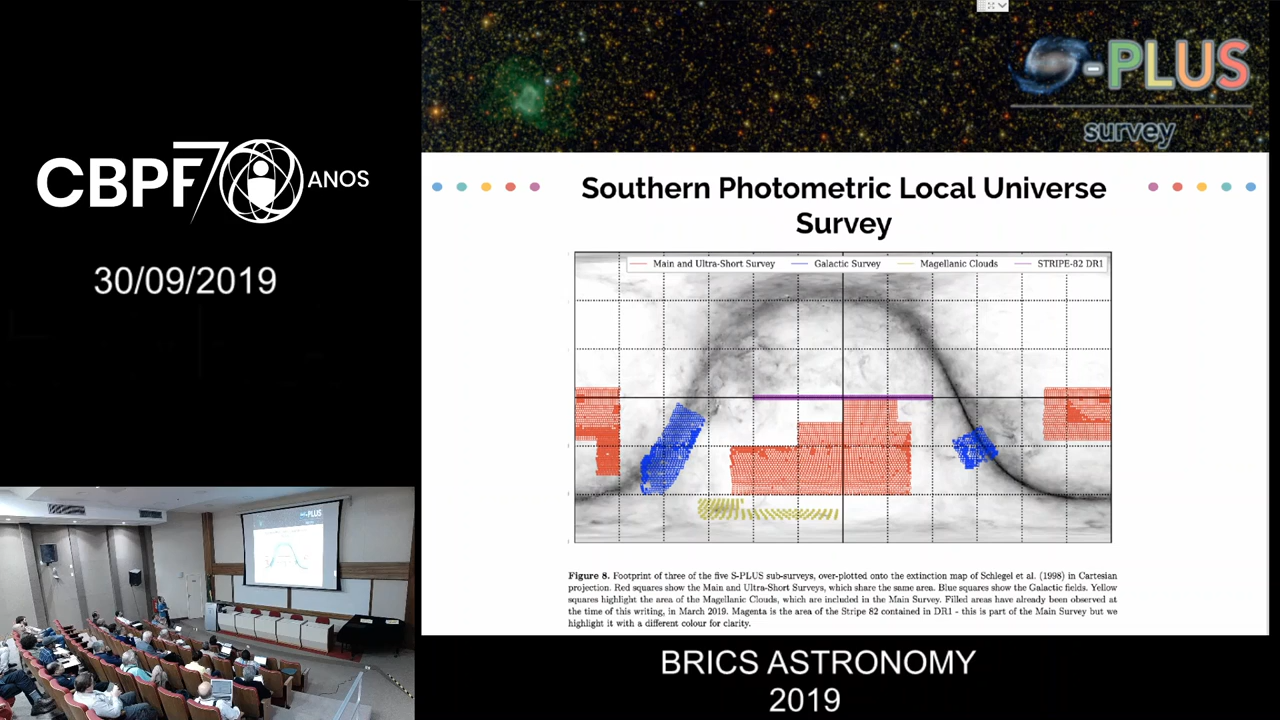 CBPF70 ANOS
30/09/2019
S-PLUS
survey
Southern Photometric Local Universe
Survey
Main and Ultra-Short Survey Galactic Survey Magellanic Clouds STRIPE-82 DR1
Figure 8. Footprint of three of the five S-PLUS sub-surveys, over-plotted onto the extinction map of Schlegel et al. (1998) in Cartesian
projection. Red squares show the Main and Ultra-Short Surveys, which share the same area. Blue squares show the Galactic fields. Yellow
squares highlight the area of the Magellanic Clouds, which are included in the Main Survey. Filled areas have already been observed at
the time of this writing, in March 2019. Magenta is the area of the Stripe 82 contained in DR1 - this is part of the Main Survey but we
highlight it with a different colour for clarity.
-PLUS
BRICS ASTRONOMY
2019